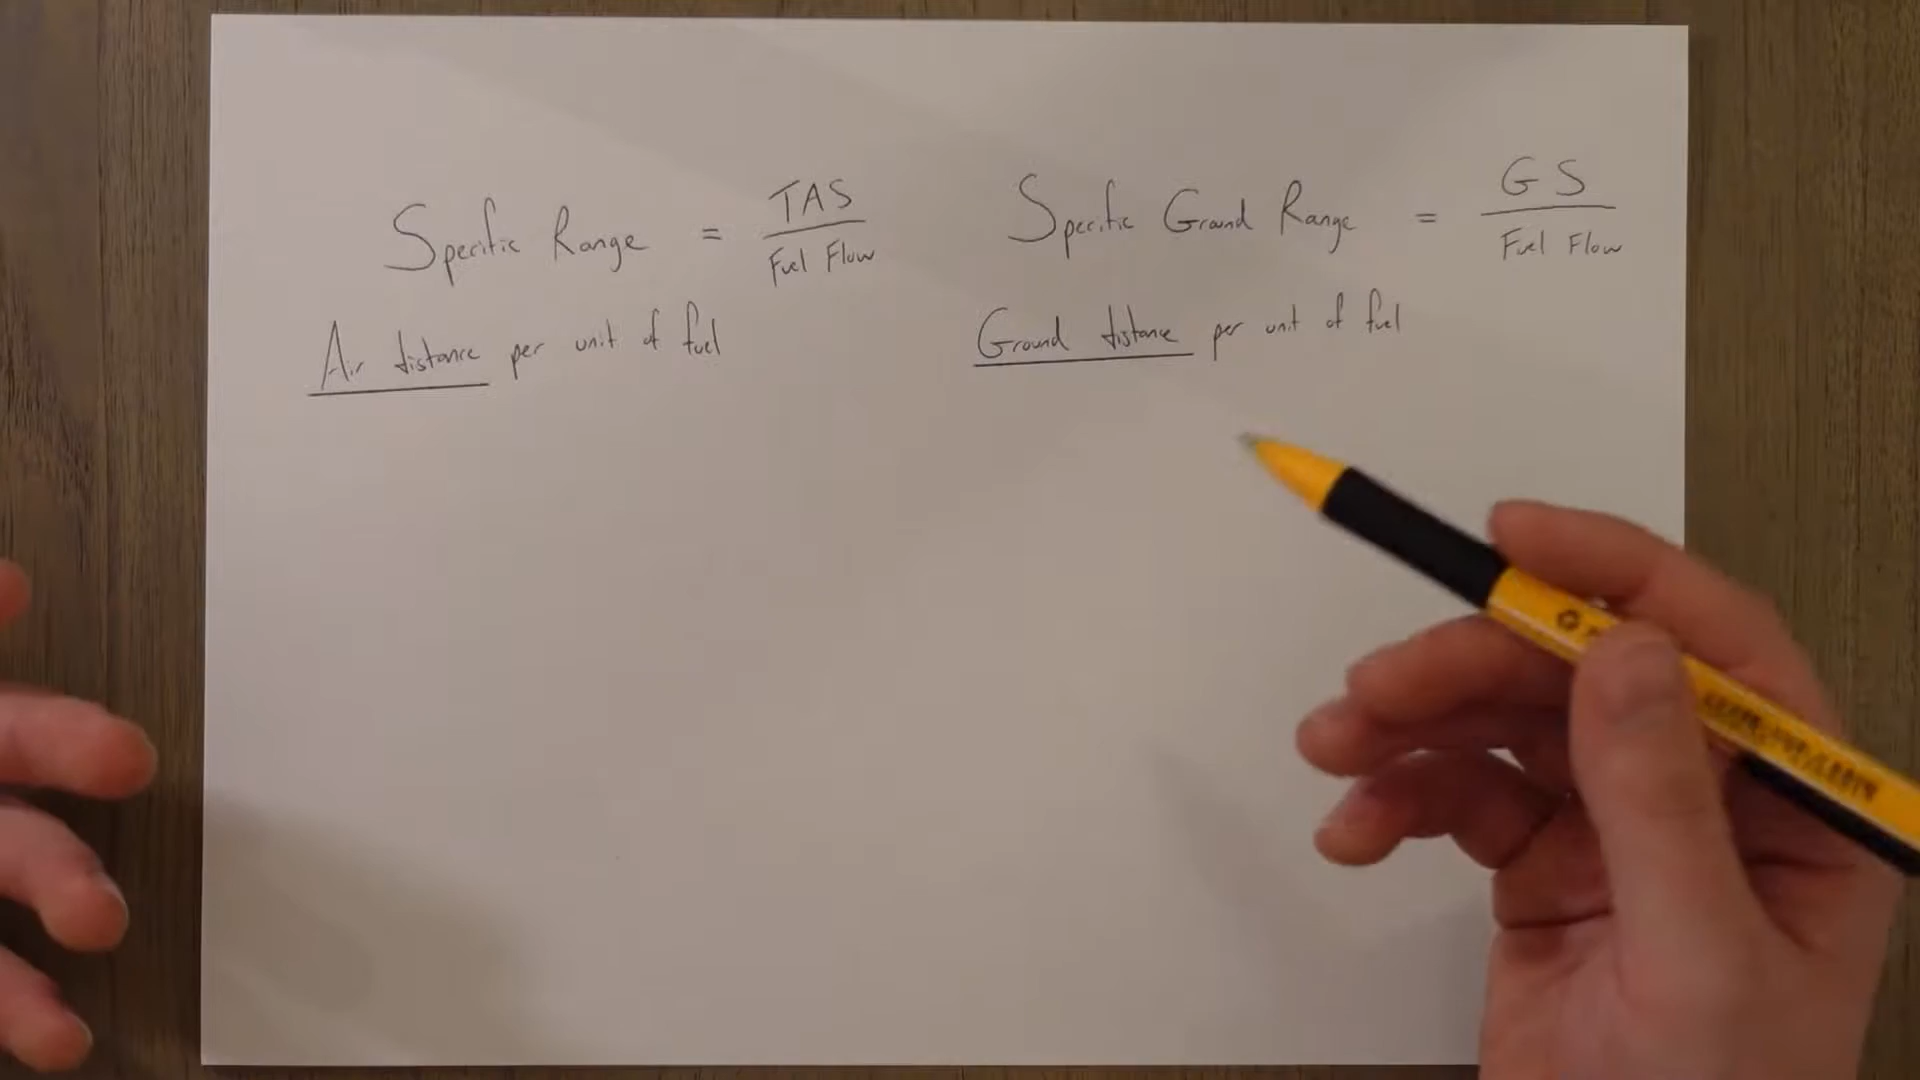 Specific Range = TAS / Fuel Flow
Air distance per unit of fuel
Specific Ground Range = GS / Fuel Flow
Ground distance per unit of fuel